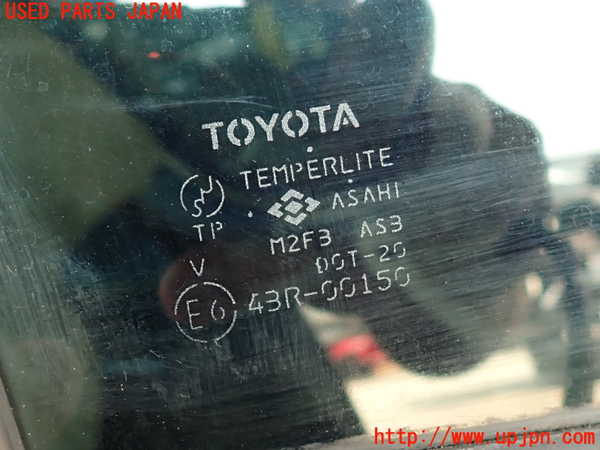 USED PARTS JAPAN
TOYOTA
TEMPERLITE
ASAHI
TP
M2F3 AS3
V
DOT-20
E6 43R-00150
http://www.upjpn.com/